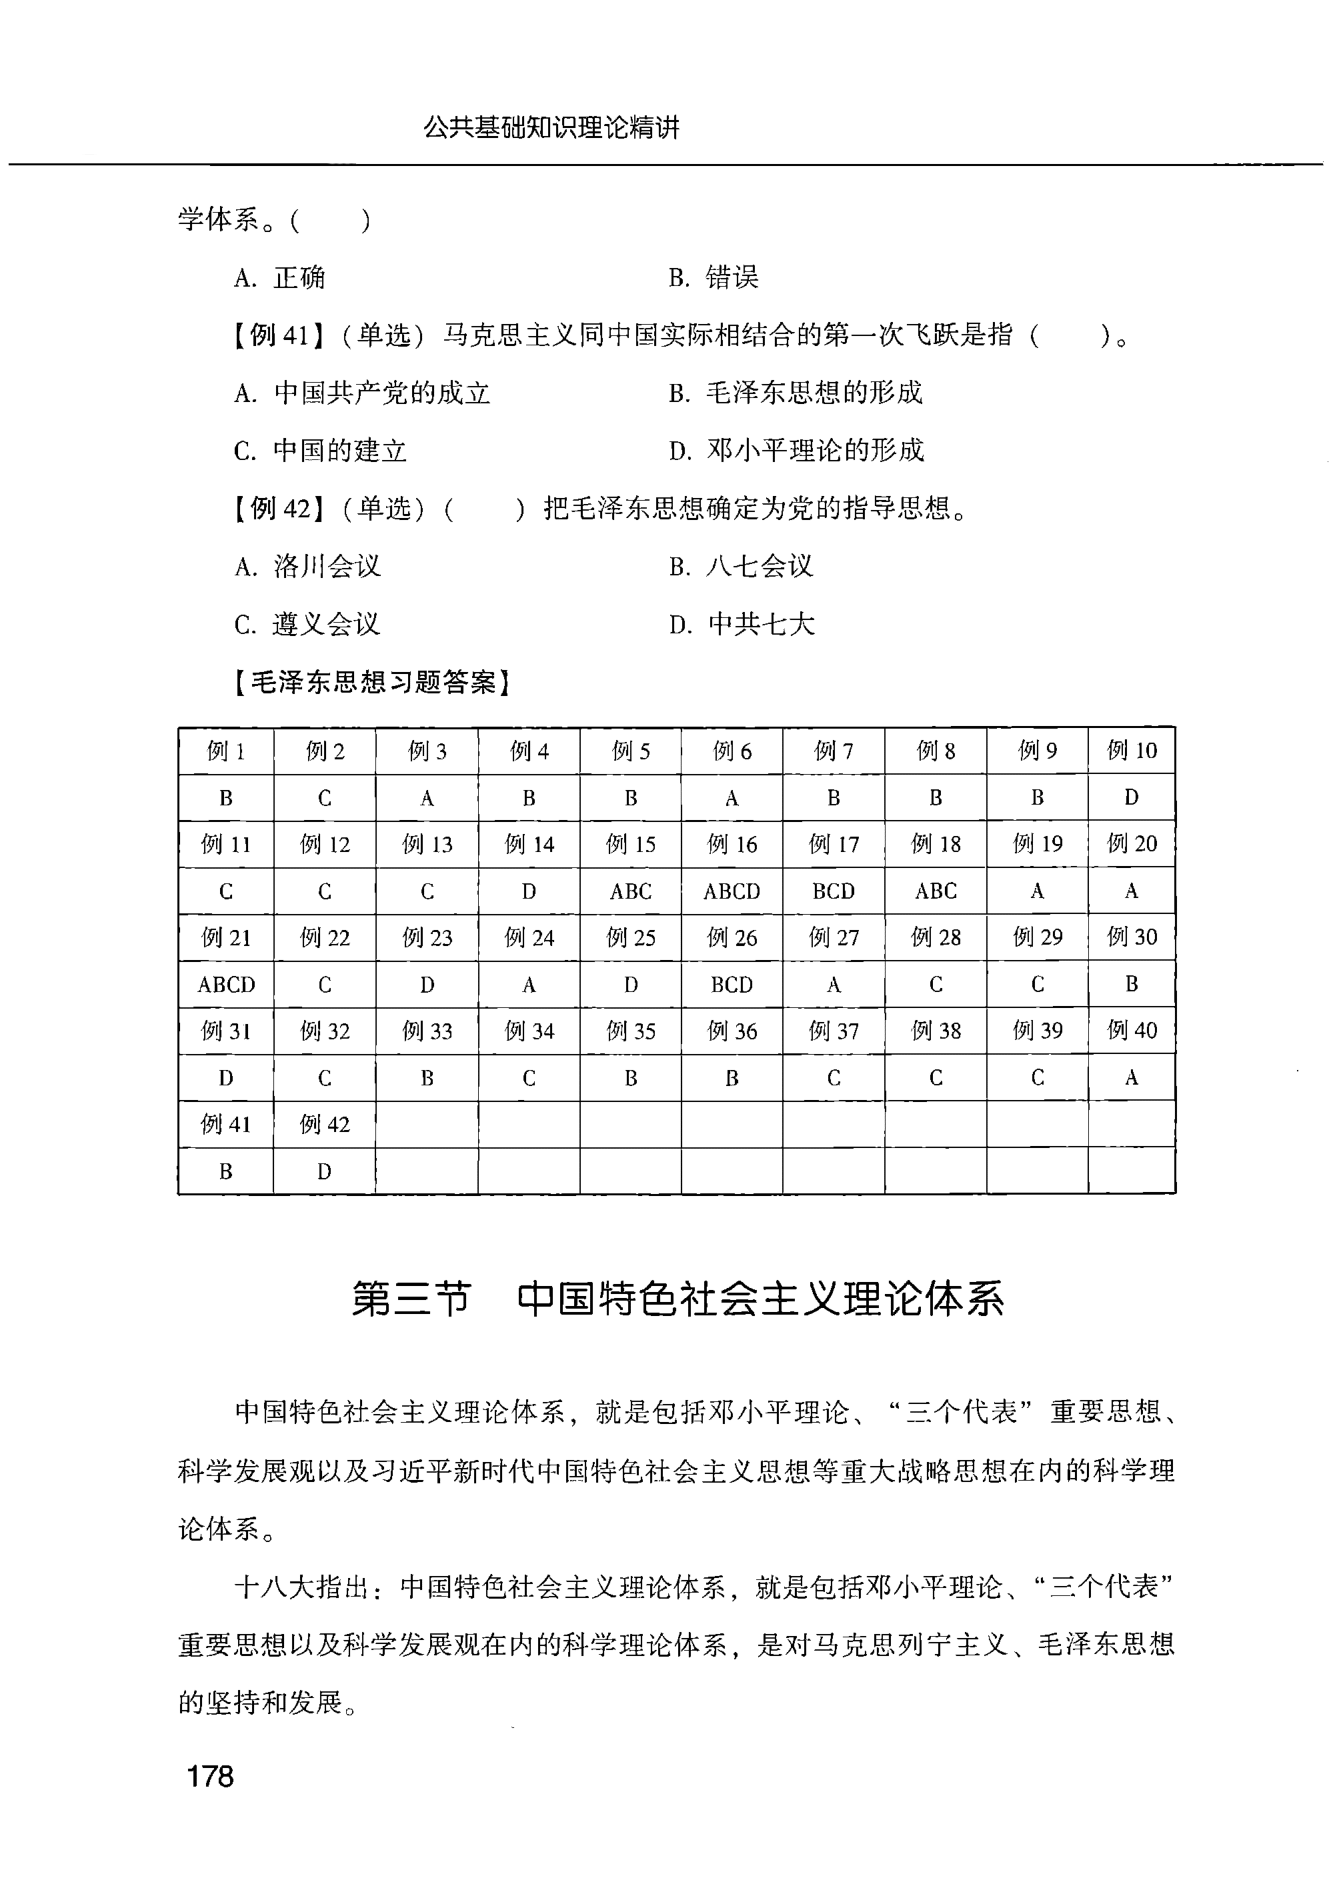 公共基础知识理论精讲
学体系。(　　)
A. 正确　　B. 错误
【例 41】(单选) 马克思主义同中国实际相结合的第一次飞跃是指 (　　)。
A. 中国共产党的成立　　B. 毛泽东思想的形成
C. 中国的建立　　D. 邓小平理论的形成
【例 42】(单选) (　　) 把毛泽东思想确定为党的指导思想。
A. 洛川会议　　B. 八七会议
C. 遵义会议　　D. 中共七大
【毛泽东思想习题答案】
例 1 例 2 例 3 例 4 例 5 例 6 例 7 例 8 例 9 例 10
B C A B B A B B B D
例 11 例 12 例 13 例 14 例 15 例 16 例 17 例 18 例 19 例 20
C C C D ABC ABCD BCD ABC A A
例 21 例 22 例 23 例 24 例 25 例 26 例 27 例 28 例 29 例 30
ABCD C D A D BCD A C C B
例 31 例 32 例 33 例 34 例 35 例 36 例 37 例 38 例 39 例 40
D C B C B B C C C A
例 41 例 42
B D
第三节　中国特色社会主义理论体系
中国特色社会主义理论体系，就是包括邓小平理论、“三个代表”重要思想、
科学发展观以及习近平新时代中国特色社会主义思想等重大战略思想在内的科学理
论体系。
十八大指出：中国特色社会主义理论体系，就是包括邓小平理论、“三个代表”
重要思想以及科学发展观在内的科学理论体系，是对马克思列宁主义、毛泽东思想
的坚持和发展。
178